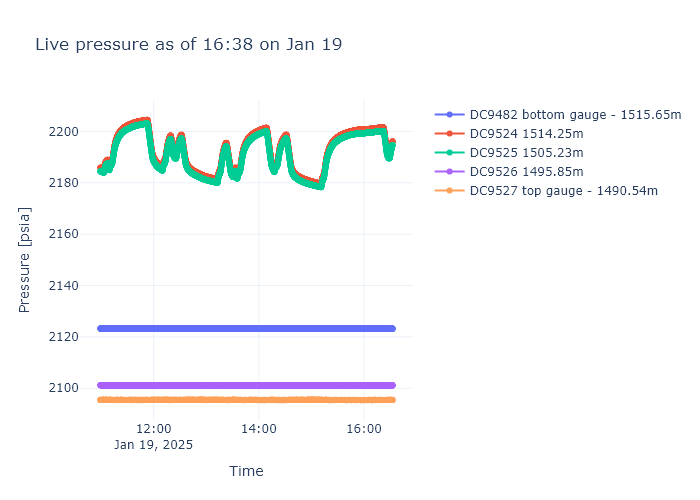 Live pressure as of 16:38 on Jan 19
DC9482 bottom gauge - 1515.65m
DC9524 1514.25m
DC9525 1505.23m
DC9526 1495.85m
DC9527 top gauge - 1490.54m
Pressure [psia]
2200
2180
2160
2140
2120
2100
12:00
14:00
16:00
Jan 19, 2025
Time